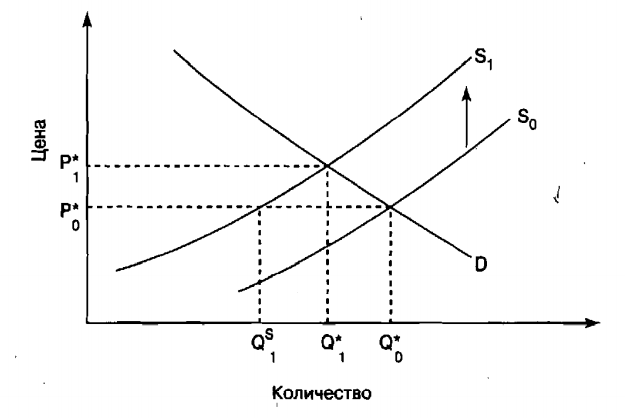 Цена
S₁
S₀
P*₁
P*₀
D
Qˢ₁
Q*₁
Q*₀
Количество